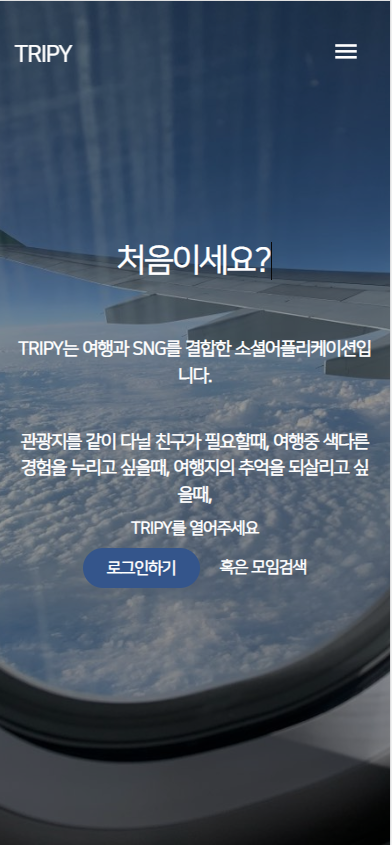 TRIPY
처음이세요?
TRIPY는 여행과 SNG를 결합한 소셜어플리케이션입
니다.
관광지를 같이 다닐 친구가 필요할때, 여행중 색다른
경험을 누리고 싶을때, 여행지의 추억을 되살리고 싶
을때,
TRIPY를 열어주세요
로그인하기 혹은 모임검색